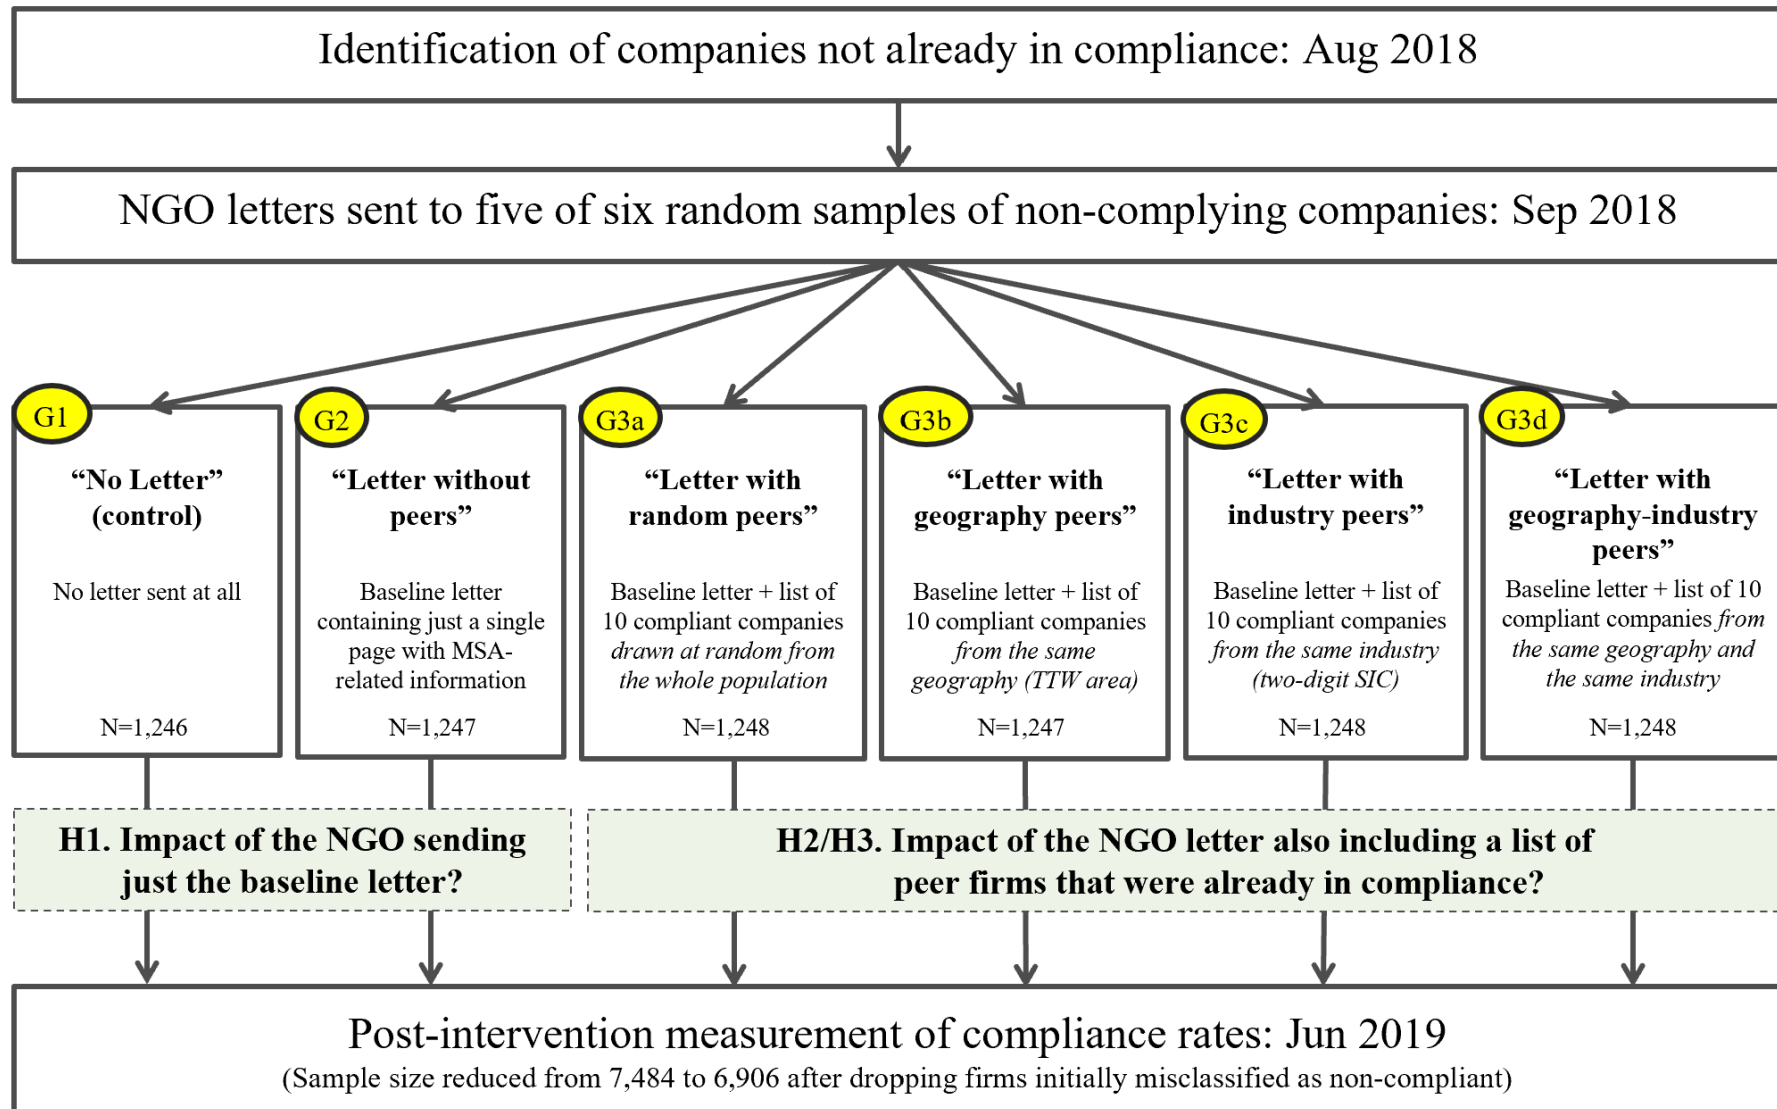 Identification of companies not already in compliance: Aug 2018
NGO letters sent to five of six random samples of non-complying companies: Sep 2018
G1
“No Letter”
(control)
No letter sent at all
N=1,246
G2
“Letter without
peers”
Baseline letter
containing just a single
page with MSA-
related information
N=1,247
G3a
“Letter with
random peers”
Baseline letter + list of
10 compliant companies
drawn at random from
the whole population
N=1,248
G3b
“Letter with
geography peers”
Baseline letter + list of
10 compliant companies
from the same
geography (TTW area)
N=1,247
G3c
“Letter with
industry peers”
Baseline letter + list of
10 compliant companies
from the same industry
(two-digit SIC)
N=1,248
G3d
“Letter with
geography-industry
peers”
Baseline letter + list of 10
compliant companies from
the same geography and
the same industry
N=1,248
H1. Impact of the NGO sending
just the baseline letter?
H2/H3. Impact of the NGO letter also including a list of
peer firms that were already in compliance?
Post-intervention measurement of compliance rates: Jun 2019
(Sample size reduced from 7,484 to 6,906 after dropping firms initially misclassified as non-compliant)